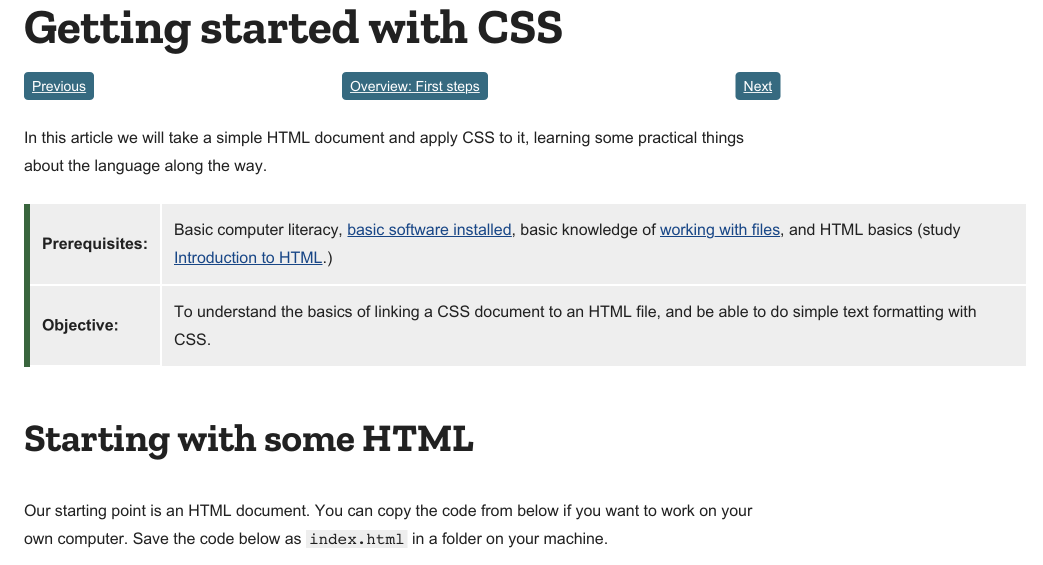 Getting started with CSS
Previous
Overview: First steps
Next
In this article we will take a simple HTML document and apply CSS to it, learning some practical things
about the language along the way.
Prerequisites:
Basic computer literacy, basic software installed, basic knowledge of working with files, and HTML basics (study
Introduction to HTML.)
Objective:
To understand the basics of linking a CSS document to an HTML file, and be able to do simple text formatting with
CSS.
Starting with some HTML
Our starting point is an HTML document. You can copy the code from below if you want to work on your
own computer. Save the code below as index.html in a folder on your machine.